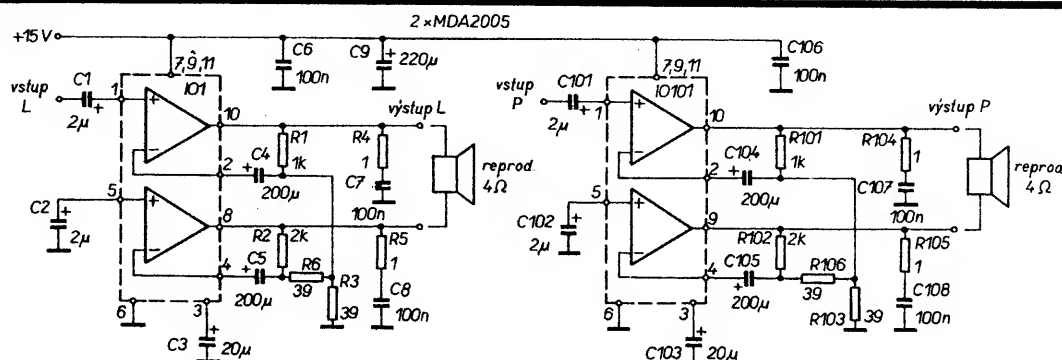 2×MDA2005
+15V
C6
100n
C9
220µ
C106
100n
7,9,11
IO1
vstup
L
C1
2µ
1
10
R1
1k
R4
1
C7
100n
výstup L
C4
200µ
2
reprod.
4Ω
5
C2
2µ
8
R2
2k
R5
1
C5
200µ
4
R6
39
R3
39
C8
100n
6
3
C3
20µ
7,9,11
IO101
vstup
P
C101
2µ
1
10
R101
1k
R104
1
C107
100n
výstup P
C104
200µ
2
reprod.
4Ω
5
C102
2µ
9
R102
2k
R105
1
C105
200µ
4
R106
39
R103
39
C108
100n
6
3
C103
20µ